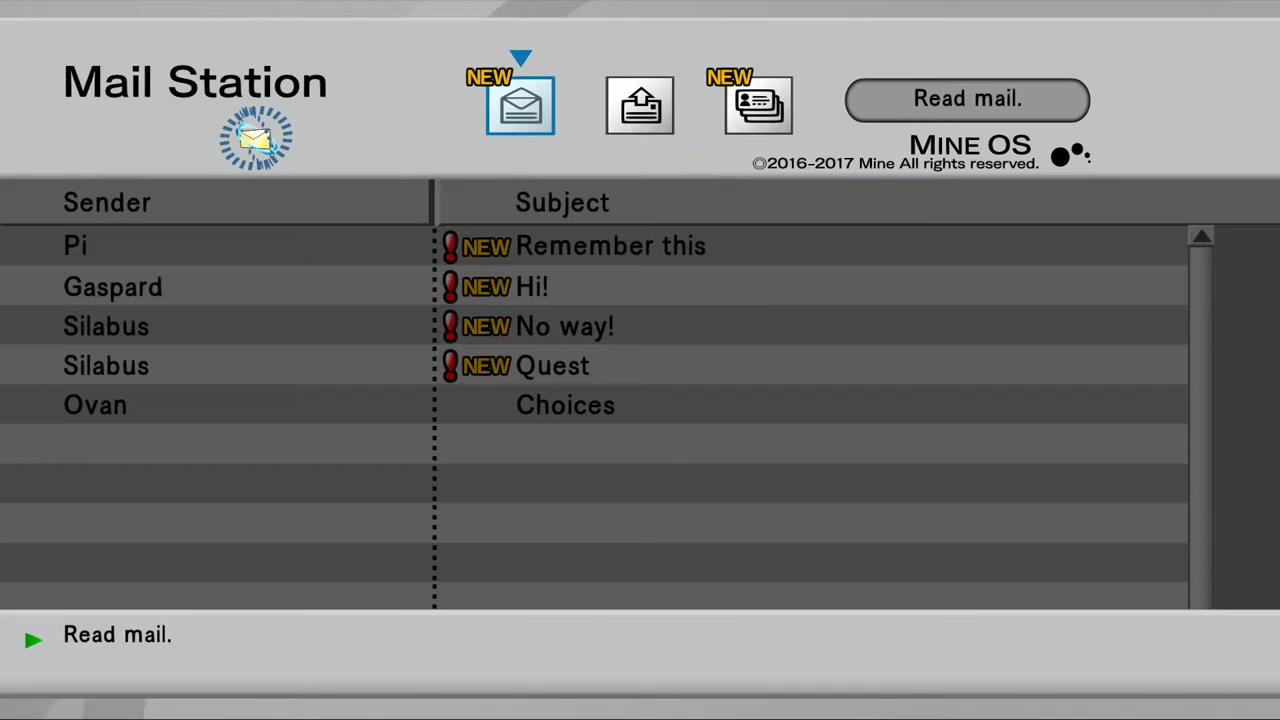 Mail Station
NEW
NEW
Read mail.
MINE OS
©2016-2017 Mine All rights reserved.
Sender Subject
Pi NEW Remember this
Gaspard NEW Hi!
Silabus NEW No way!
Silabus NEW Quest
Ovan Choices
Read mail.